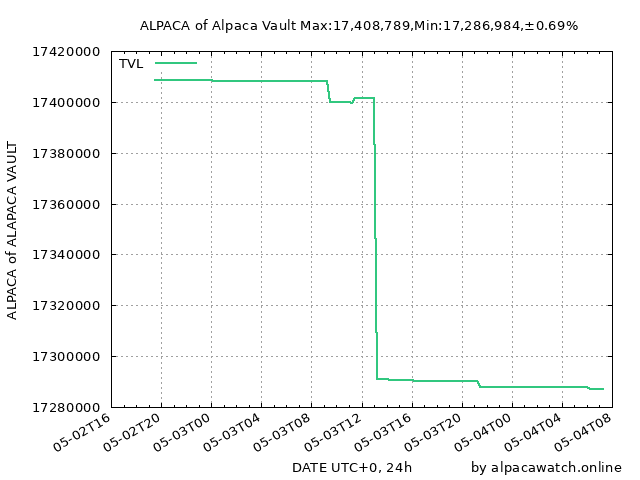 ALPACA of Alpaca Vault Max:17,408,789,Min:17,286,984,±0.69%
TVL
17420000
17400000
17380000
17360000
17340000
17320000
17300000
17280000
ALPACA of ALAPACA VAULT
05-02T16
05-02T20
05-03T00
05-03T04
05-03T08
05-03T12
05-03T16
05-03T20
05-04T00
05-04T04
05-04T08
DATE UTC+0, 24h
by alpacawatch.online